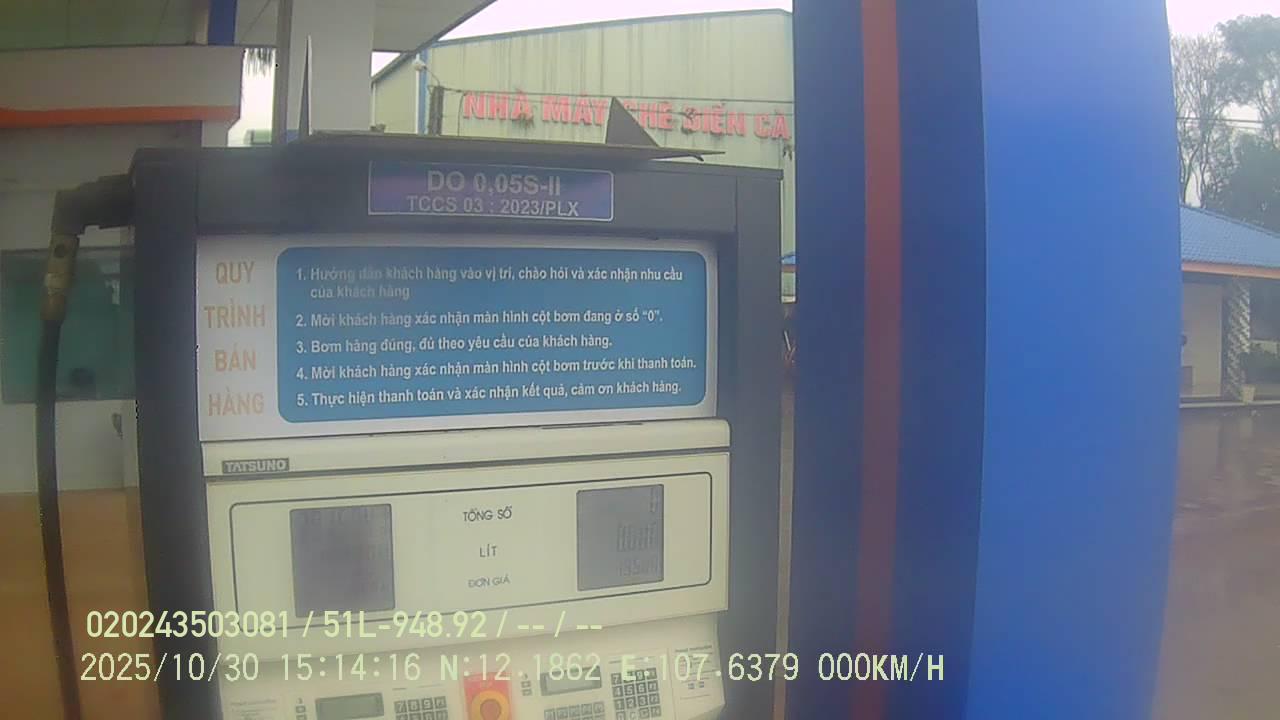 NHÀ MÁY CHẾ BIẾN CÀ
DO 0,05S-II
TCCS 03 : 2023/PLX
QUY
TRÌNH
BÁN
HÀNG
1. Hướng dẫn khách hàng vào vị trí, chào hỏi và xác nhận nhu cầu
của khách hàng
2. Mời khách hàng xác nhận màn hình cột bơm đang ở số "0".
3. Bơm hàng đúng, đủ theo yêu cầu của khách hàng.
4. Mời khách hàng xác nhận màn hình cột bơm trước khi thanh toán.
5. Thực hiện thanh toán và xác nhận kết quả, cảm ơn khách hàng.
TATSUNO
TỔNG SỐ
LÍT
ĐƠN GIÁ
020243503081 / 51L-948.92 / -- / --
2025/10/30 15:14:16 N:12.1862 E:107.6379 000KM/H